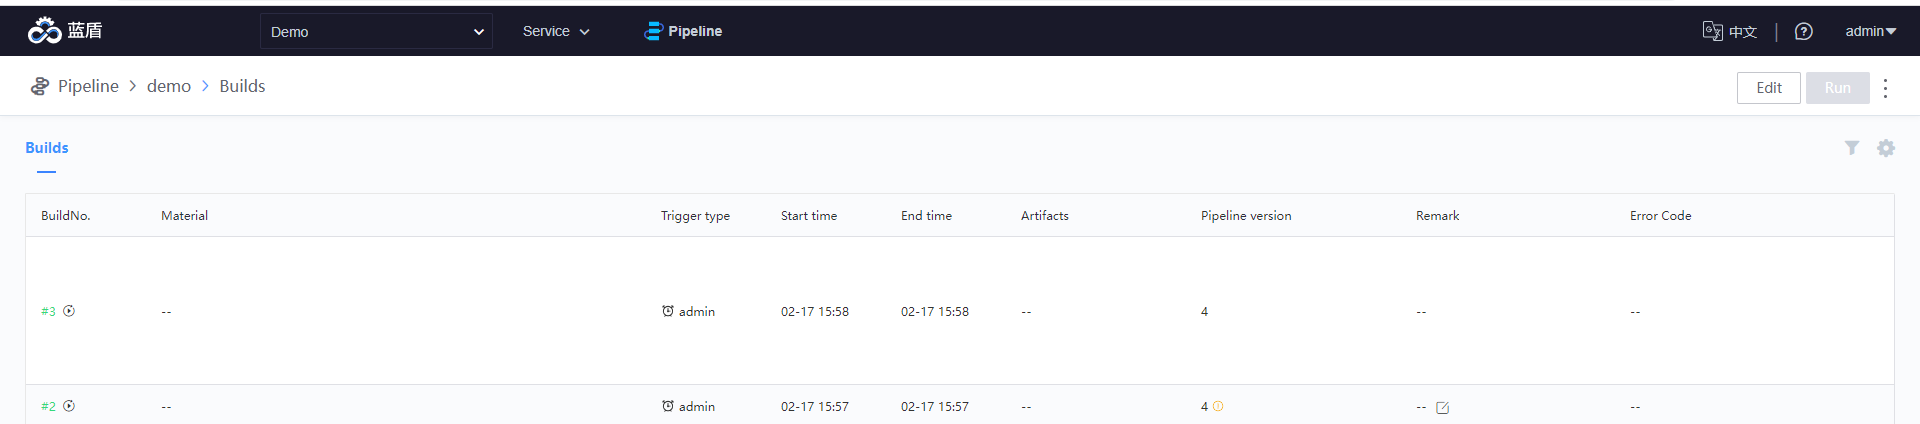 蓝盾 Demo Service Pipeline 中文 admin
Pipeline demo Builds Edit Run
Builds
BuildNo. Material Trigger type Start time End time Artifacts Pipeline version Remark Error Code
#3 -- admin 02-17 15:58 02-17 15:58 -- 4 -- --
#2 -- admin 02-17 15:57 02-17 15:57 -- 4 -- --